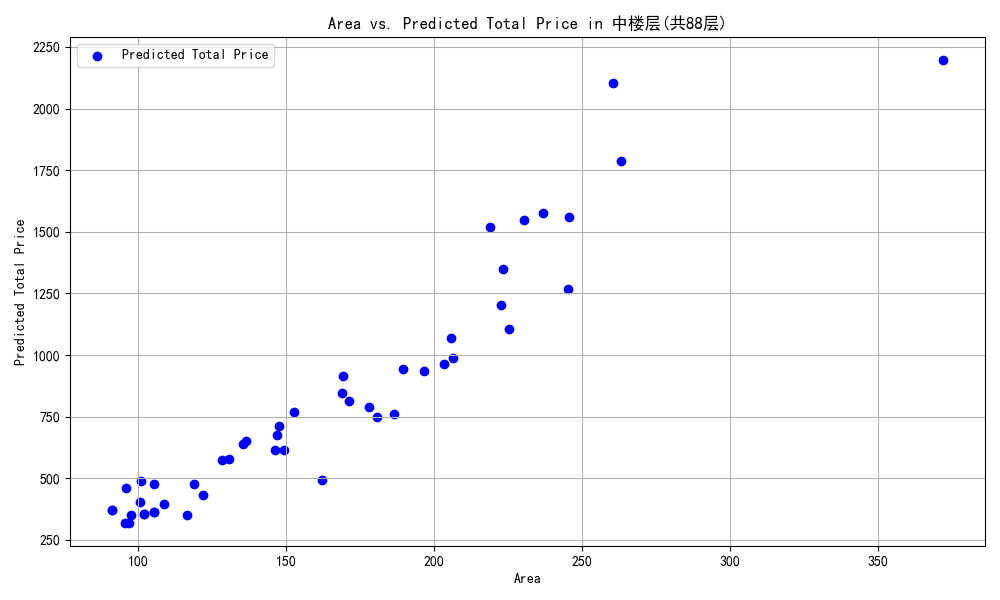 Area vs. Predicted Total Price in 中楼层(共88层)
Predicted Total Price
Predicted Total Price
2250
2000
1750
1500
1250
1000
750
500
250
100 150 200 250 300 350
Area